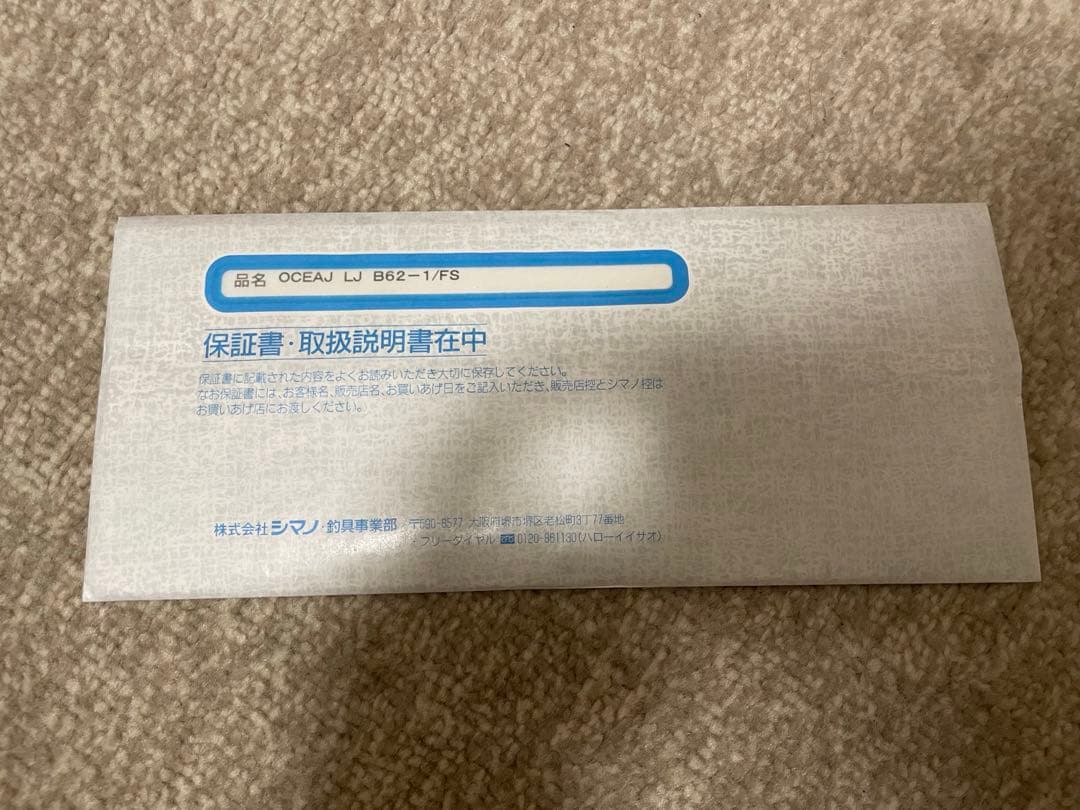 品名 OCEAJ LJ B62-1/FS
保証書・取扱説明書在中
保証書に記載された内容をよくお読みいただき大切に保存してください。
なお保証書には、お客様名、販売店名、お買いあげ日をご記入いただき、販売店控とシマノ控は
お買いあげ店にお渡しください。
株式会社シマノ・釣具事業部 〒590-8577 大阪府堺市堺区老松町3丁77番地
・フリーダイヤル 0120-861130(ハローイイサオ)